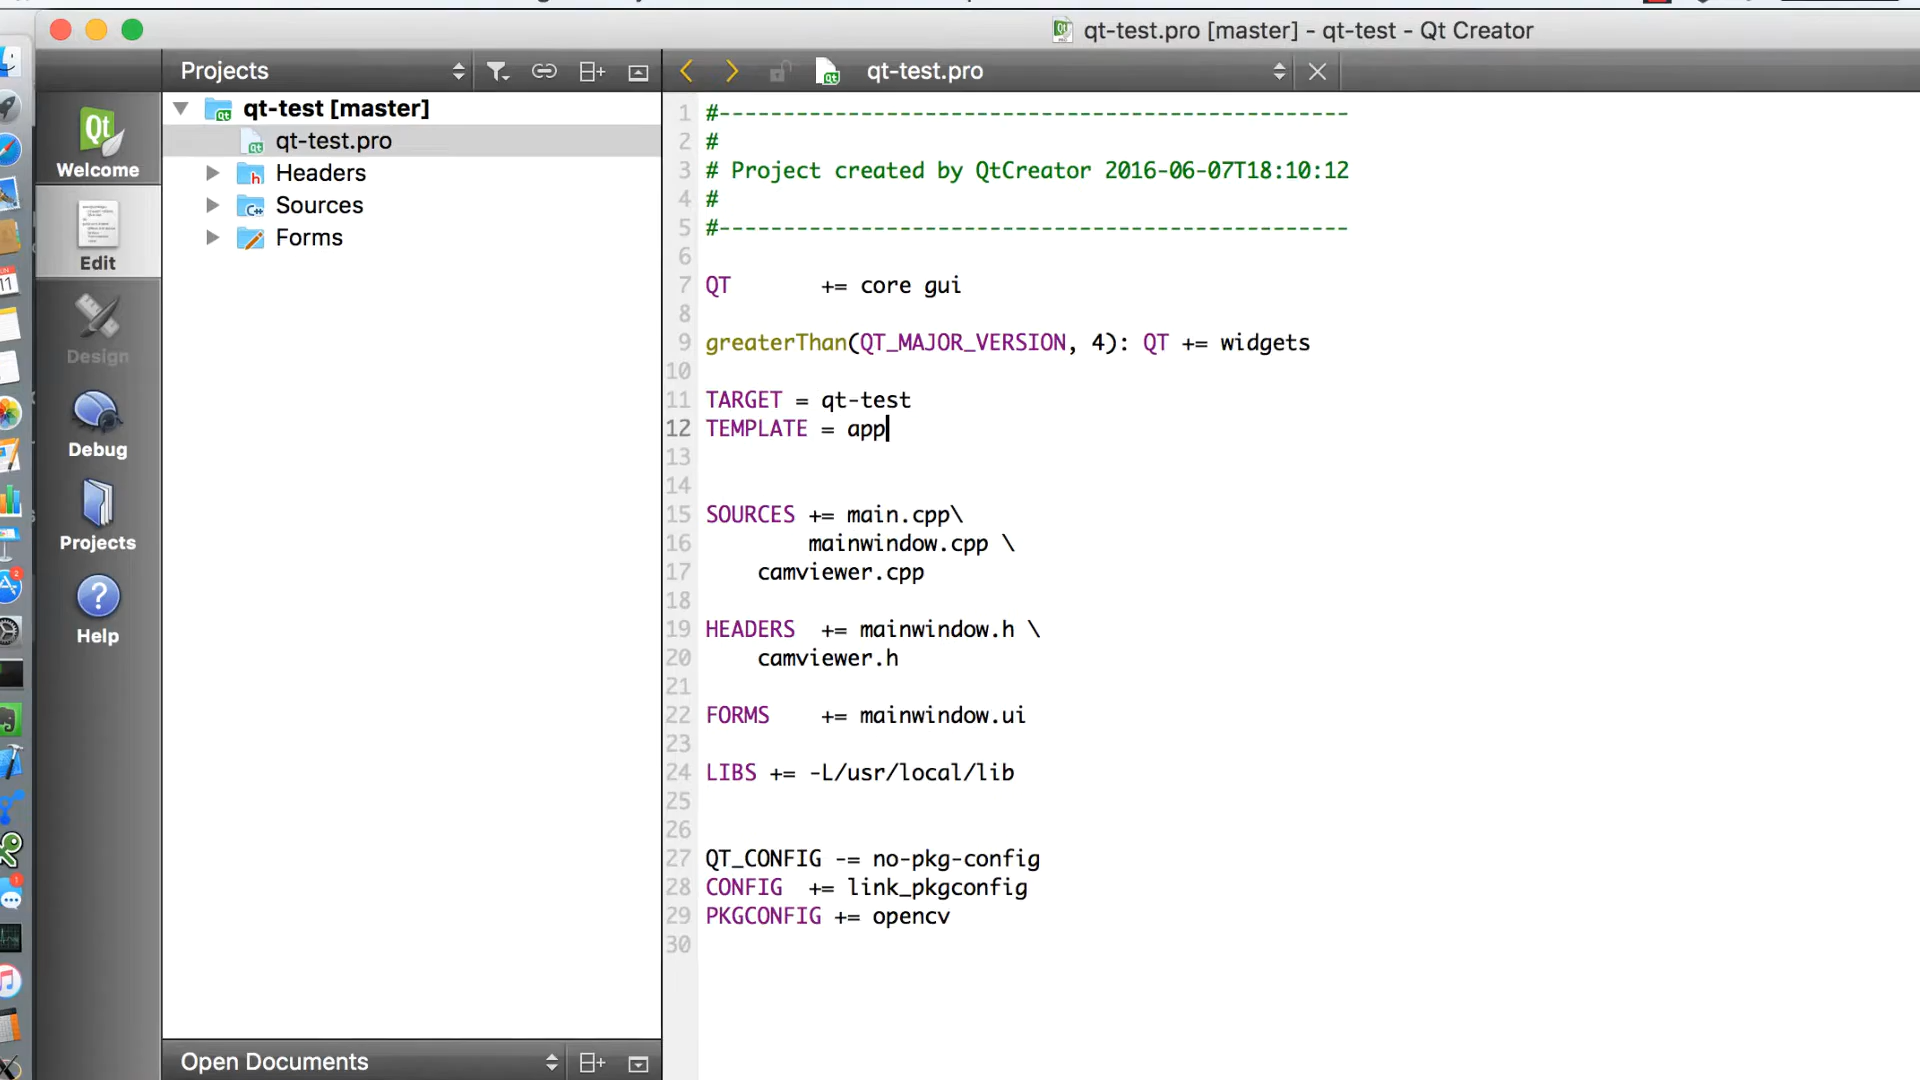 qt-test.pro [master] - qt-test - Qt Creator
Projects
qt-test.pro
qt-test [master]
qt-test.pro
Headers
Sources
Forms
Welcome
Edit
Design
Debug
Projects
Help
1 #-------------------------------------------------
2 #
3 # Project created by QtCreator 2016-06-07T18:10:12
4 #
5 #-------------------------------------------------
6
7 QT       += core gui
8
9 greaterThan(QT_MAJOR_VERSION, 4): QT += widgets
10
11 TARGET = qt-test
12 TEMPLATE = app
13
14
15 SOURCES += main.cpp\
16         mainwindow.cpp \
17     camviewer.cpp
18
19 HEADERS  += mainwindow.h \
20     camviewer.h
21
22 FORMS    += mainwindow.ui
23
24 LIBS += -L/usr/local/lib
25
26
27 QT_CONFIG -= no-pkg-config
28 CONFIG  += link_pkgconfig
29 PKGCONFIG += opencv
30
Open Documents